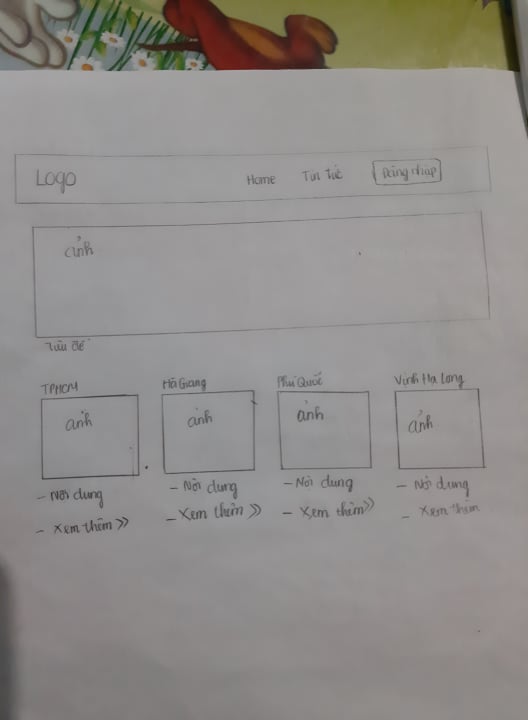 Logo Home Tin tức Đăng nhập
ảnh
Tiêu đề
TPHCM Hà Giang Phú Quốc Vịnh Hạ Long
ảnh ảnh ảnh ảnh
- Nội dung - Nội dung - Nội dung - Nội dung
- Xem thêm >> - Xem thêm >> - Xem thêm >> - Xem thêm